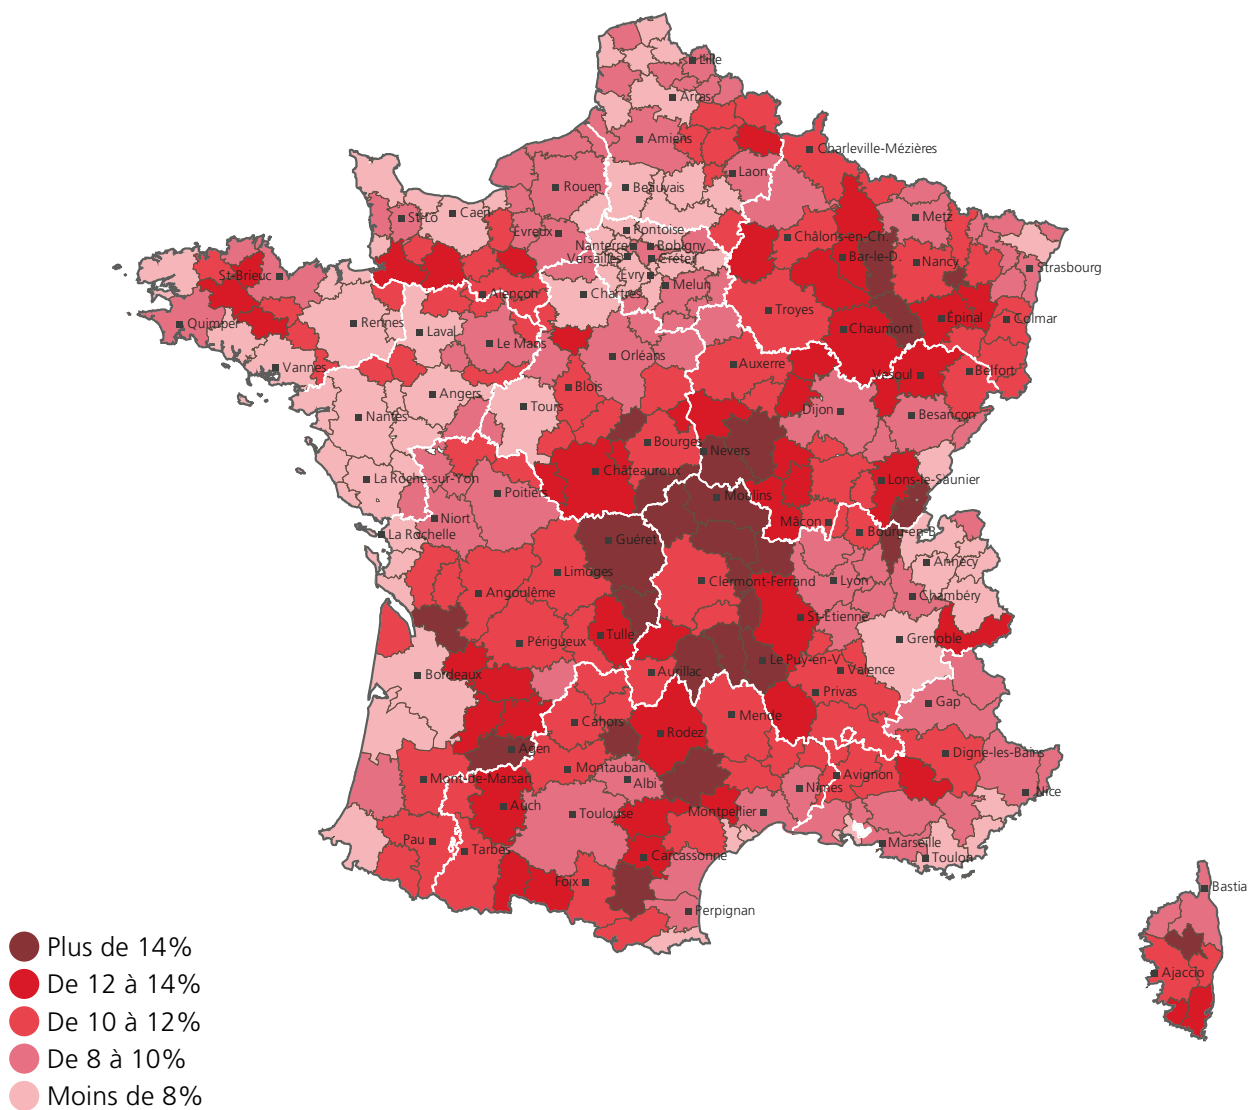 Lille
Arras
Amiens
Charleville-Mézières
Laon
Rouen
Beauvais
St-Lô
Caen
Metz
Évreux
Pontoise
Châlons-en-Ch.
Nanterre
Bobigny
Versailles
Créteil
Bar-le-D.
Nancy
Strasbourg
St-Brieuc
Évry
Melun
Alençon
Chartres
Troyes
Épinal
Colmar
Quimper
Rennes
Laval
Chaumont
Le Mans
Orléans
Vannes
Auxerre
Vesoul
Belfort
Blois
Angers
Tours
Dijon
Besançon
Nantes
Bourges
Nevers
Châteauroux
La Roche-sur-Yon
Lons-le-Saunier
Poitiers
Moulins
Niort
Mâcon
La Rochelle
Bourg-en-B.
Guéret
Annecy
Limoges
Clermont-Ferrand
Lyon
Angoulême
Chambéry
St-Étienne
Tulle
Périgueux
Grenoble
Le Puy-en-V.
Bordeaux
Aurillac
Valence
Privas
Gap
Mende
Cahors
Rodez
Agen
Digne-les-Bains
Montauban
Mont-de-Marsan
Avignon
Albi
Nîmes
Nice
Auch
Toulouse
Montpellier
Pau
Tarbes
Marseille
Carcassonne
Toulon
Foix
Bastia
Perpignan
Plus de 14%
Ajaccio
De 12 à 14%
De 10 à 12%
De 8 à 10%
Moins de 8%